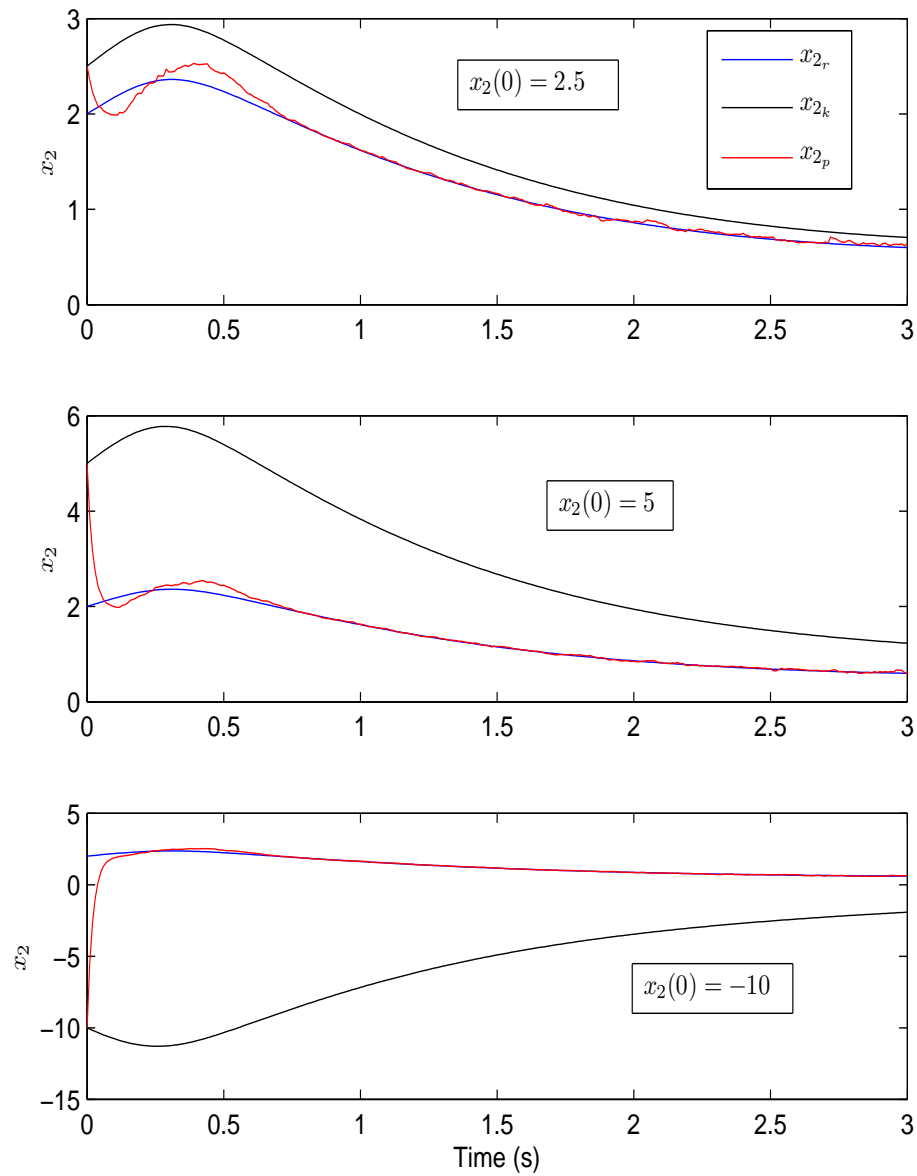 3
2
1
0
x₂
x₂(0) = 2.5
x₂ᵣ
x₂ₖ
x₂ₚ
0 0.5 1 1.5 2 2.5 3
6
4
2
0
x₂
x₂(0) = 5
0 0.5 1 1.5 2 2.5 3
5
0
−5
−10
−15
x₂
x₂(0) = −10
0 0.5 1 1.5 2 2.5 3
Time (s)